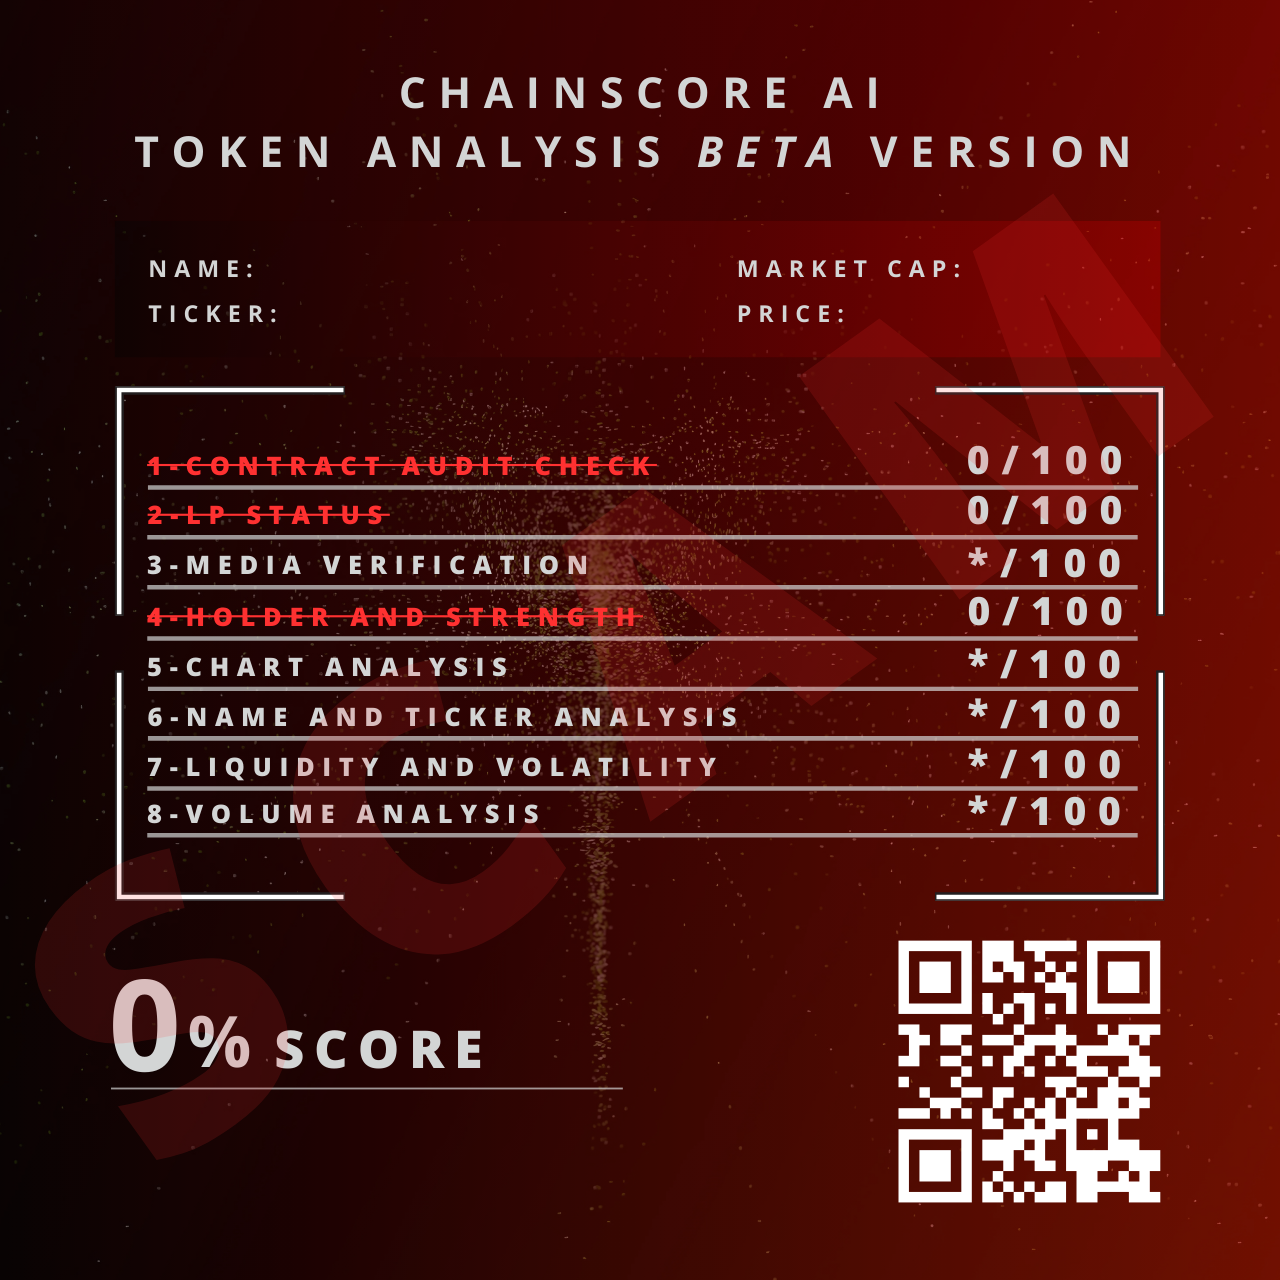 CHAINSCORE AI
TOKEN ANALYSIS BETA VERSION
NAME:
MARKET CAP:
TICKER:
PRICE:
1-CONTRACT AUDIT CHECK 0/100
2-LP STATUS 0/100
3-MEDIA VERIFICATION */100
4-HOLDER AND STRENGTH 0/100
5-CHART ANALYSIS */100
6-NAME AND TICKER ANALYSIS */100
7-LIQUIDITY AND VOLATILITY */100
8-VOLUME ANALYSIS */100
SCAM
0% SCORE